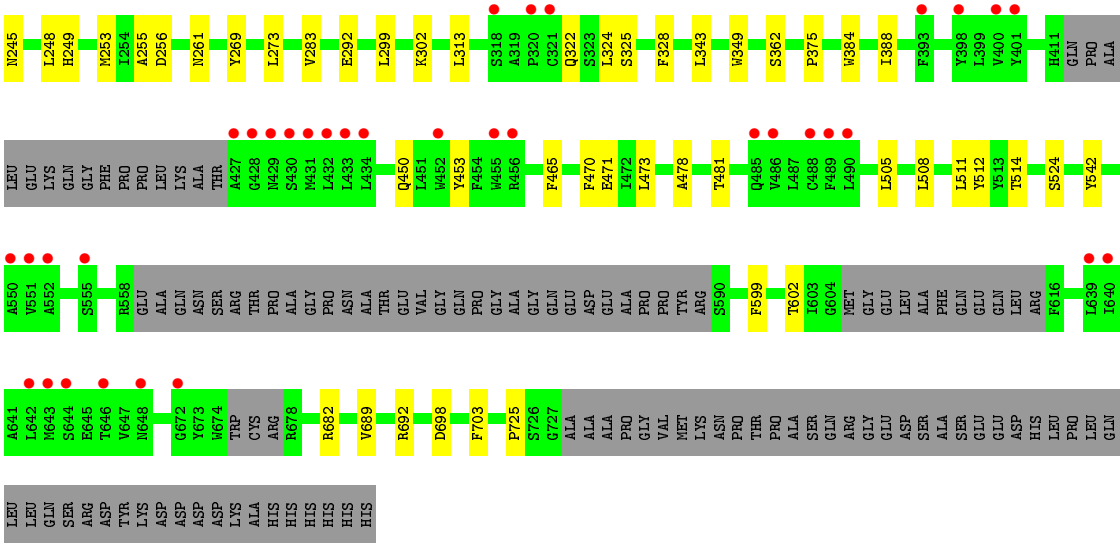 N245 L248 H249 M253 I254 A255 D256 N261 Y269 L273 V283 E292 L299 K302 L313 S318 A319 P320 C321 Q322 S323 L324 S325 F328 L343 W349 S362 P375 W384 I388 F393 Y398 L399 V400 Y401 H411 GLN PRO ALA
LEU GLU LYS GLN GLY PHE PRO PRO LEU LYS ALA THR A427 G428 N429 S430 M431 L432 L433 L434 Q450 L451 W452 Y453 F454 W455 R456 F465 F470 E471 I472 L473 A478 T481 Q485 V486 L487 C488 F489 L490 L505 L508 L511 Y512 Y513 T514 S524 Y542
A550 V551 A552 S555 R558 GLU ALA GLN ASN SER ARG THR PRO ALA GLY PRO ASN ALA THR GLU VAL GLY GLN PRO GLY ALA GLY GLN GLU ASP GLU ALA PRO PRO TYR ARG S590 F599 T602 I603 G604 MET GLY GLU GLU LEU ALA PHE GLN GLU GLN LEU ARG F616 L639 I640
A641 L642 M643 S644 E645 T646 V647 N648 G672 Y673 W674 TRP CYS ARG R678 R682 V689 R692 D698 F703 P725 S726 G727 ALA ALA ALA PRO GLY VAL MET LYS ASN PRO THR PRO ALA SER GLN ARG GLY GLU ASP SER ALA SER GLU GLU ASP HIS LEU PRO LEU GLN
LEU LEU GLN SER ARG ASP TYR LYS ASP ASP ASP ASP LYS ALA HIS HIS HIS HIS HIS HIS